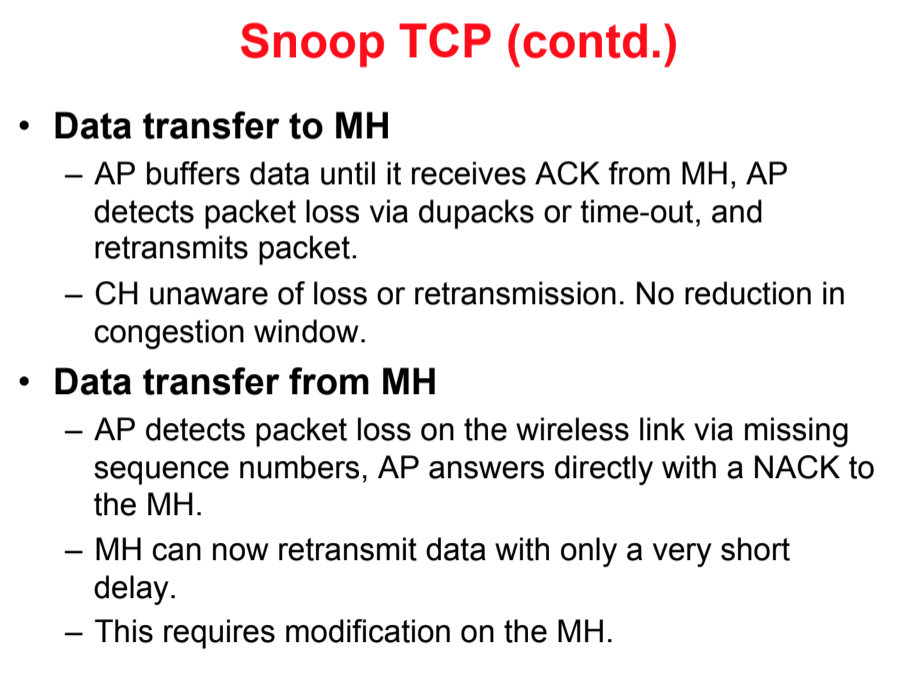 Snoop TCP (contd.)
• Data transfer to MH
– AP buffers data until it receives ACK from MH, AP
detects packet loss via dupacks or time-out, and
retransmits packet.
– CH unaware of loss or retransmission. No reduction in
congestion window.
• Data transfer from MH
– AP detects packet loss on the wireless link via missing
sequence numbers, AP answers directly with a NACK to
the MH.
– MH can now retransmit data with only a very short
delay.
– This requires modification on the MH.